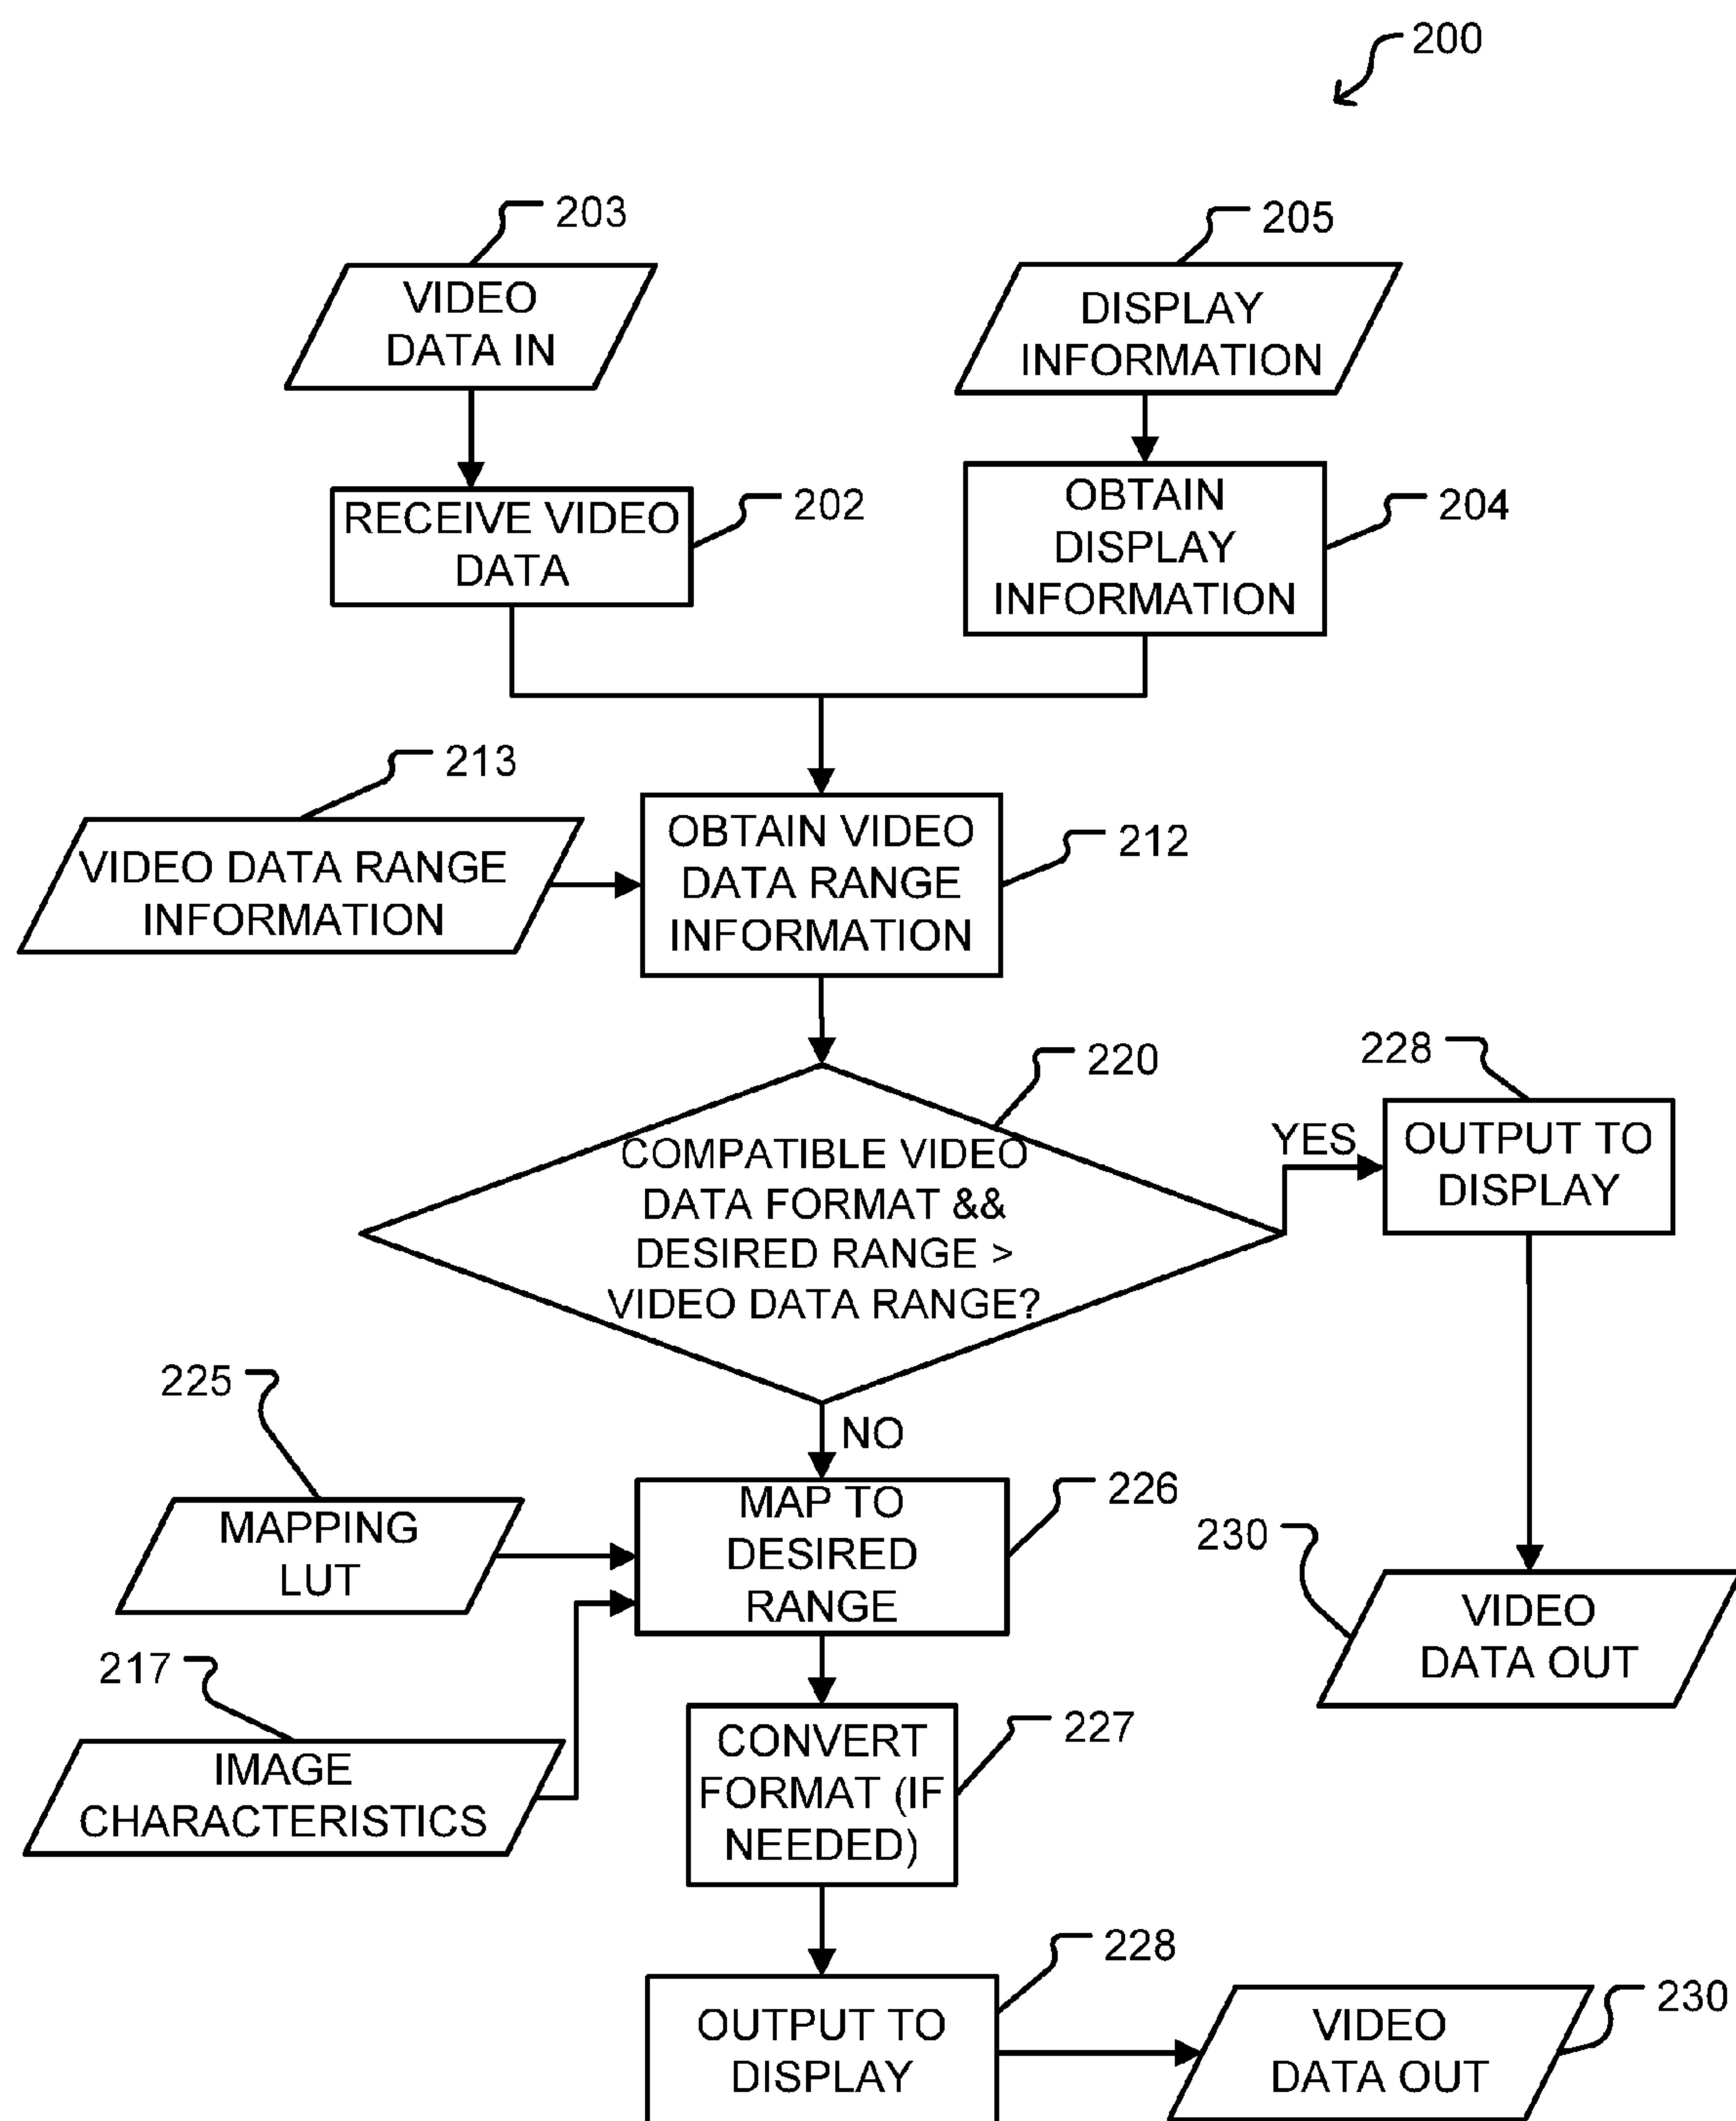 200
203
205
VIDEO
DATA IN
DISPLAY
INFORMATION
RECEIVE VIDEO
DATA
202
OBTAIN
DISPLAY
INFORMATION
204
213
VIDEO DATA RANGE
INFORMATION
OBTAIN VIDEO
DATA RANGE
INFORMATION
212
220
228
COMPATIBLE VIDEO
DATA FORMAT &&
DESIRED RANGE >
VIDEO DATA RANGE?
YES
OUTPUT TO
DISPLAY
225
NO
MAPPING
LUT
MAP TO
DESIRED
RANGE
226
230
VIDEO
DATA OUT
217
IMAGE
CHARACTERISTICS
CONVERT
FORMAT (IF
NEEDED)
227
228
OUTPUT TO
DISPLAY
VIDEO
DATA OUT
230